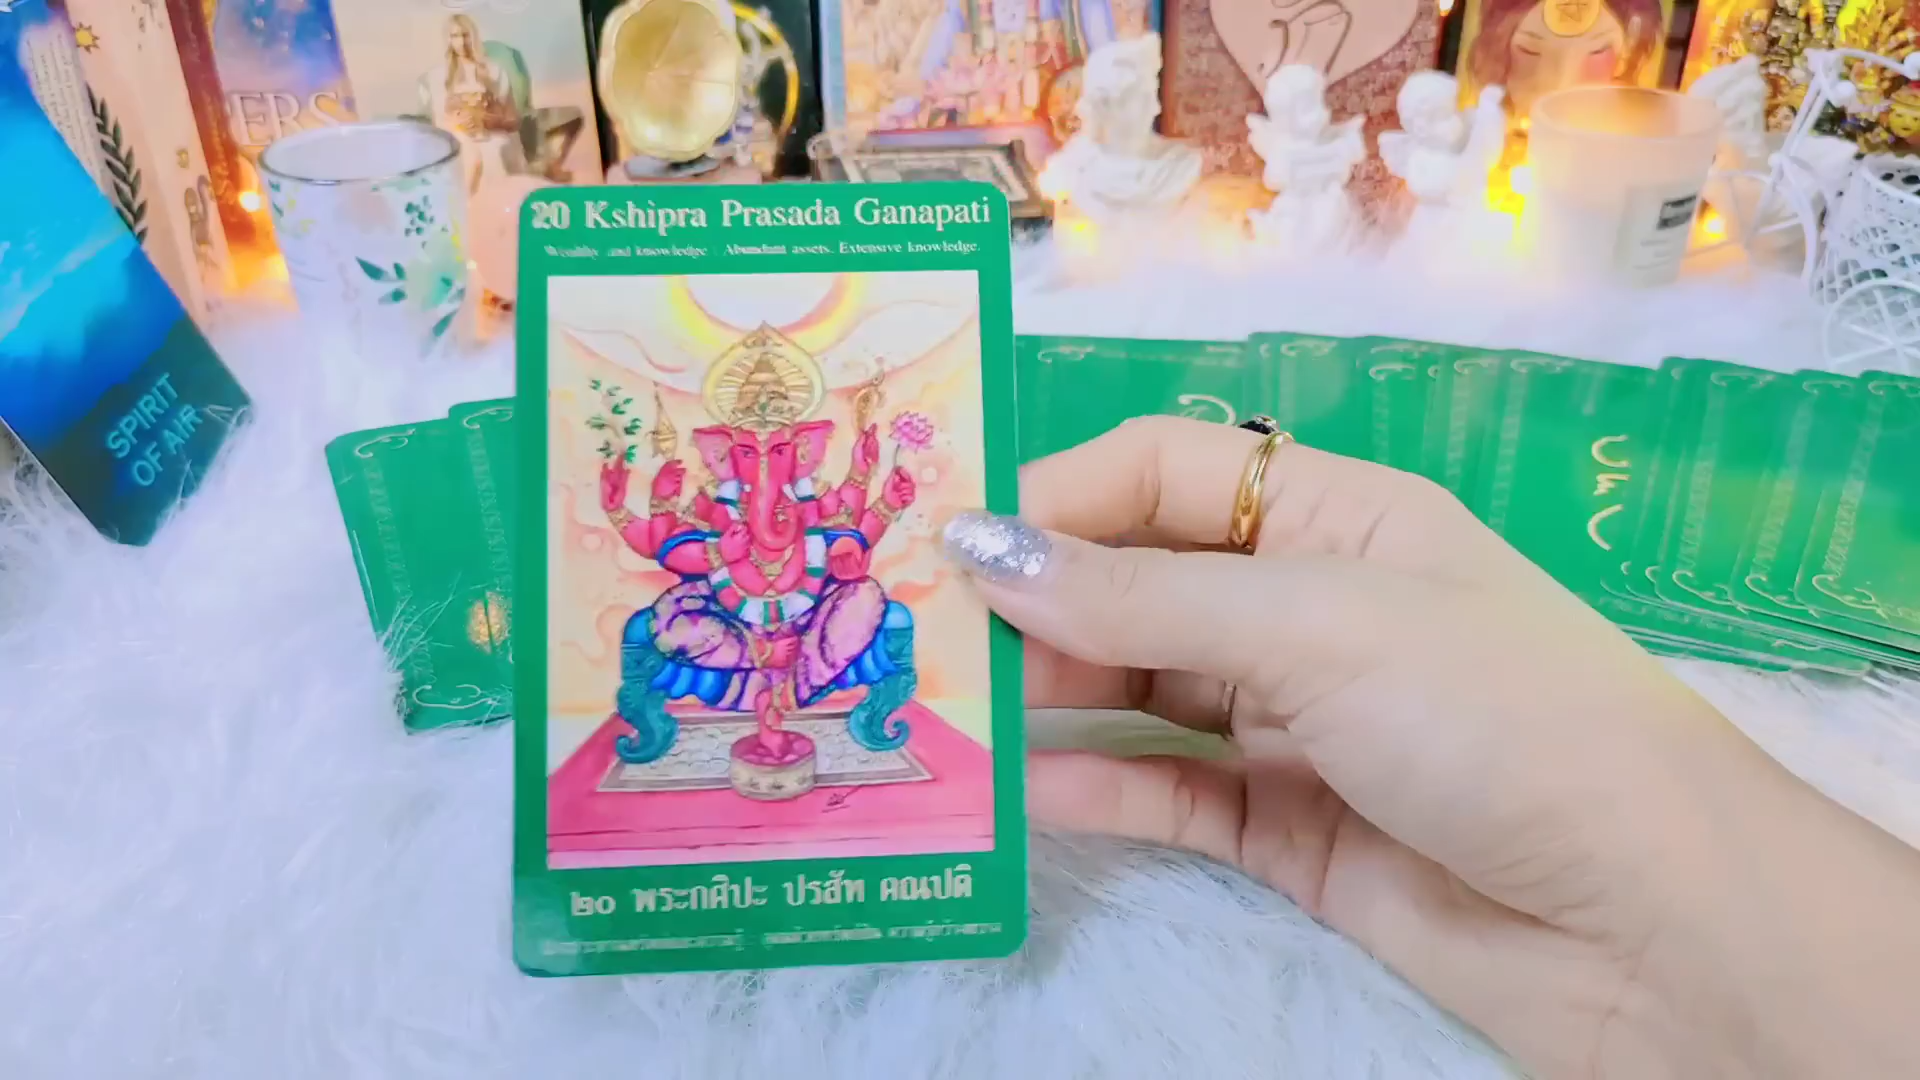 ERS
20 Kshipra Prasada Ganapati
Wealthy and knowledge : Abundant assets. Extensive knowledge.
SPIRIT
OF AIR
๒๐ พระกศิปะ ปรสัท คณปติ